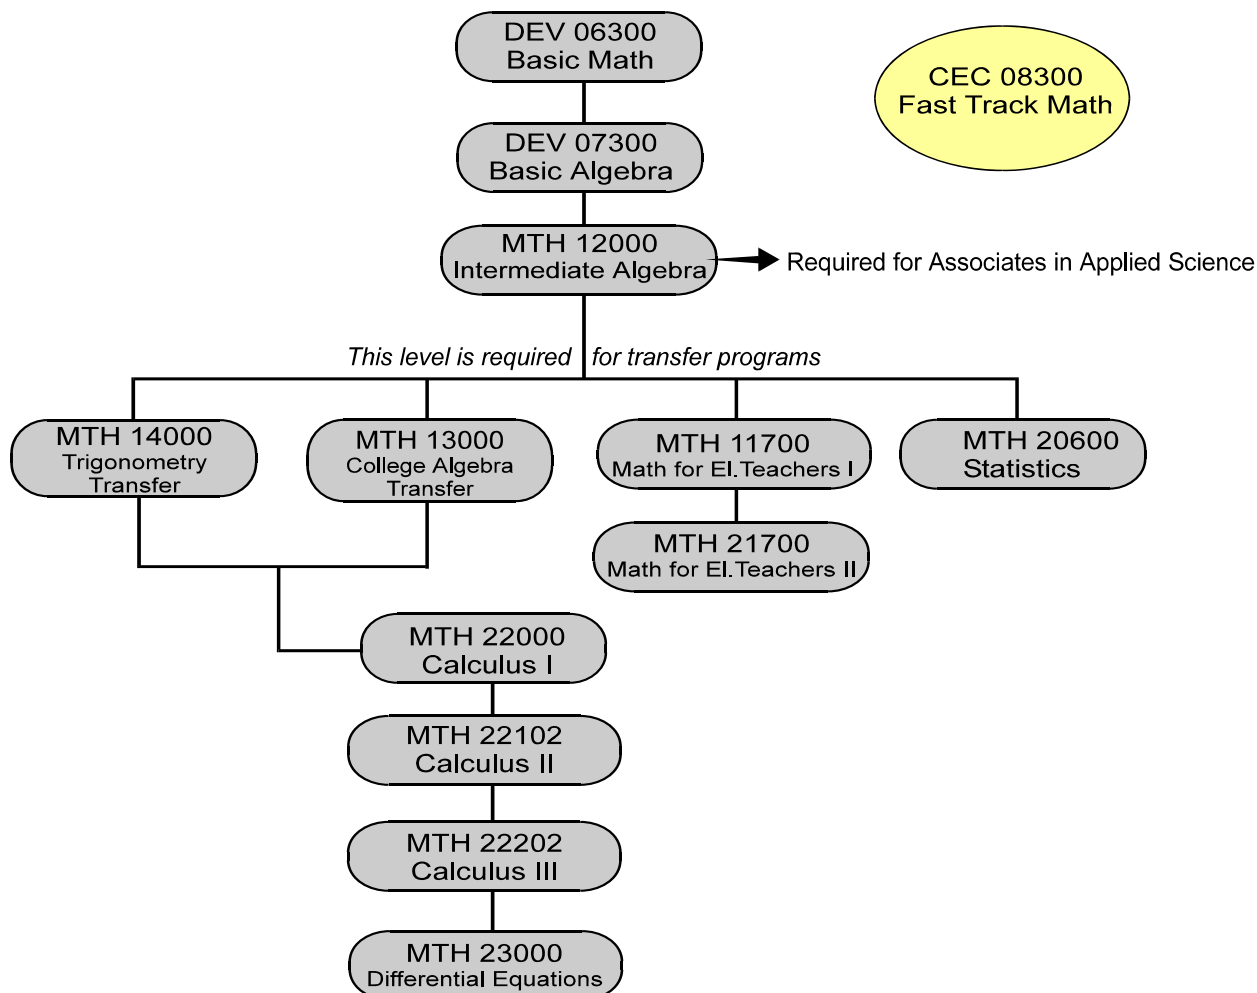 DEV 06300
Basic Math
CEC 08300
Fast Track Math
DEV 07300
Basic Algebra
MTH 12000
Intermediate Algebra
Required for Associates in Applied Science
This level is required for transfer programs
MTH 14000
Trigonometry
Transfer
MTH 13000
College Algebra
Transfer
MTH 11700
Math for El.Teachers I
MTH 20600
Statistics
MTH 21700
Math for El.Teachers II
MTH 22000
Calculus I
MTH 22102
Calculus II
MTH 22202
Calculus III
MTH 23000
Differential Equations